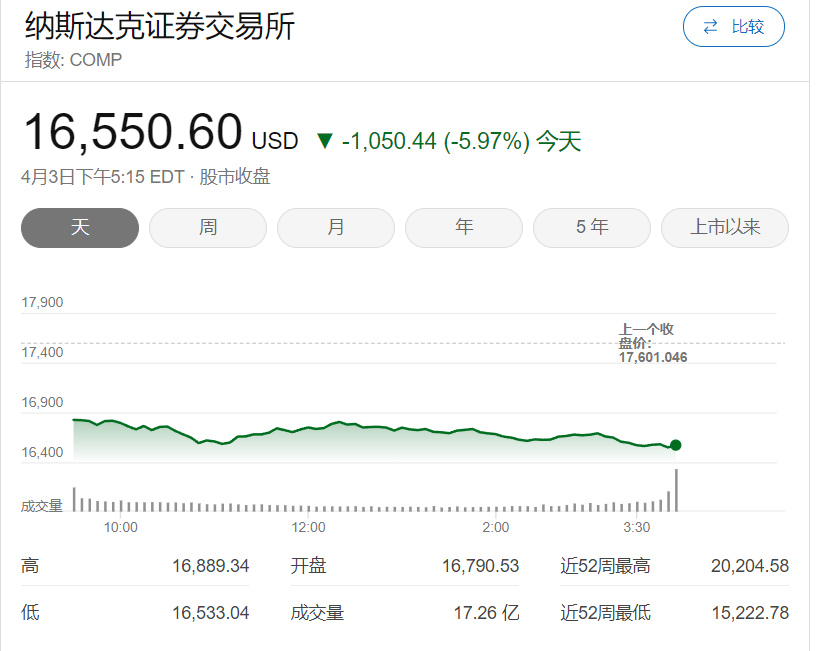 纳斯达克证券交易所
比较
指数: COMP
16,550.60 USD ▼ -1,050.44 (-5.97%) 今天
4月3日下午5:15 EDT · 股市收盘
天 周 月 年 5 年 上市以来
17,900
上一个收
盘价:
17,601.046
17,400
16,900
16,400
成交量
10:00 12:00 2:00 3:30
高 16,889.34 开盘 16,790.53 近52周最高 20,204.58
低 16,533.04 成交量 17.26 亿 近52周最低 15,222.78